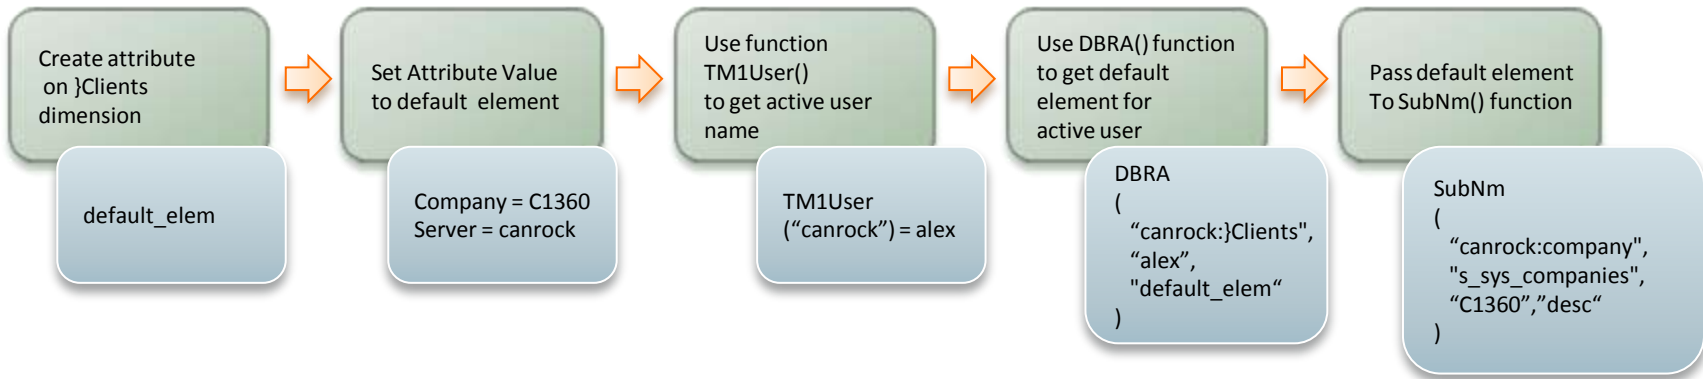 Create attribute
on }Clients
dimension
default_elem
Set Attribute Value
to default element
Company = C1360
Server = canrock
Use function
TM1User()
to get active user
name
TM1User
(“canrock”) = alex
Use DBRA() function
to get default
element for
active user
DBRA
(
“canrock:}Clients",
“alex”,
"default_elem“
)
Pass default element
To SubNm() function
SubNm
(
“canrock:company",
"s_sys_companies",
“C1360”,”desc“
)